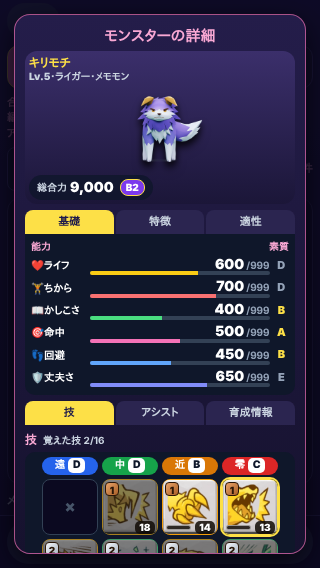 モンスターの詳細
キリモチ
Lv.5・ライガー・メモモン
総合力 9,000 B2
基礎 特徴 適性
能力 素質
ライフ 600 /999 D
ちから 700 /999 D
かしこさ 400 /999 B
命中 500 /999 A
回避 450 /999 B
丈夫さ 650 /999 E
技 アシスト 育成情報
技 覚えた技 2/16
遠 D 中 D 近 B 零 C
× 1 18 1 14 1 13
2 2 2 2